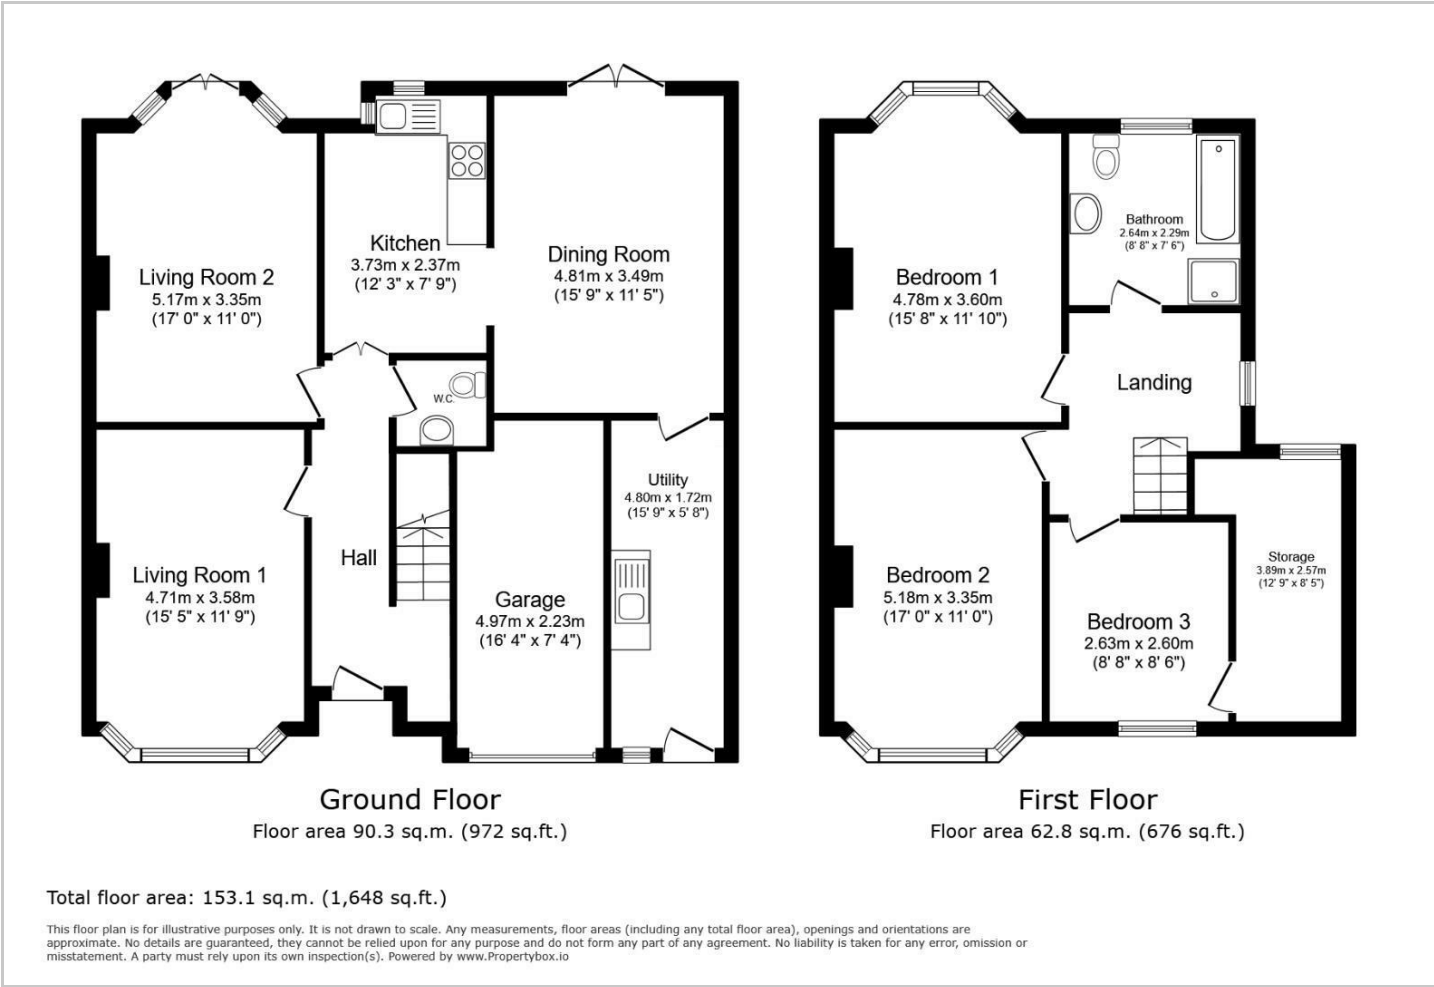 Living Room 2
5.17m x 3.35m
(17' 0" x 11' 0")
Kitchen
3.73m x 2.37m
(12' 3" x 7' 9")
Dining Room
4.81m x 3.49m
(15' 9" x 11' 5")
W.C.
Living Room 1
4.71m x 3.58m
(15' 5" x 11' 9")
Hall
Garage
4.97m x 2.23m
(16' 4" x 7' 4")
Utility
4.80m x 1.72m
(15' 9" x 5' 8")
Ground Floor
Floor area 90.3 sq.m. (972 sq.ft.)
Bedroom 1
4.78m x 3.60m
(15' 8" x 11' 10")
Bathroom
2.64m x 2.29m
(8' 8" x 7' 6")
Landing
Bedroom 2
5.18m x 3.35m
(17' 0" x 11' 0")
Bedroom 3
2.63m x 2.60m
(8' 8" x 8' 6")
Storage
3.89m x 2.57m
(12' 9" x 8' 5")
First Floor
Floor area 62.8 sq.m. (676 sq.ft.)
Total floor area: 153.1 sq.m. (1,648 sq.ft.)
This floor plan is for illustrative purposes only. It is not drawn to scale. Any measurements, floor areas (including any total floor area), openings and orientations are
approximate. No details are guaranteed, they cannot be relied upon for any purpose and do not form any part of any agreement. No liability is taken for any error, omission or
misstatement. A party must rely upon its own inspection(s). Powered by www.Propertybox.io